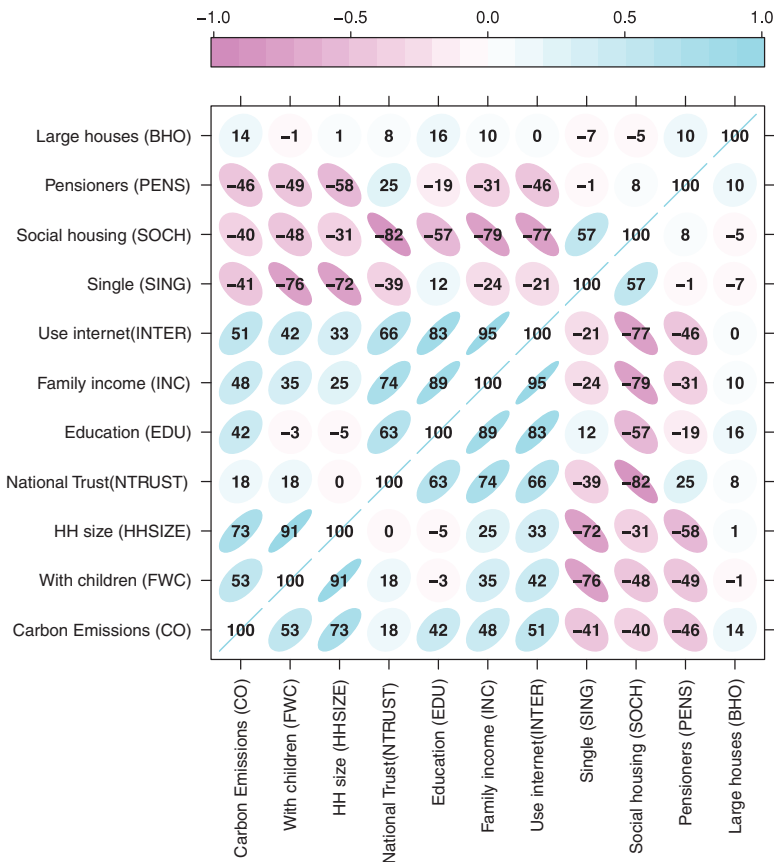 −1.0 −0.5 0.0 0.5 1.0
Large houses (BHO) 14 −1 1 8 16 10 0 −7 −5 10 100
Pensioners (PENS) −46 −49 −58 25 −19 −31 −46 −1 8 100 10
Social housing (SOCH) −40 −48 −31 −82 −57 −79 −77 57 100 8 −5
Single (SING) −41 −76 −72 −39 12 −24 −21 100 57 −1 −7
Use internet(INTER) 51 42 33 66 83 95 100 −21 −77 −46 0
Family income (INC) 48 35 25 74 89 100 95 −24 −79 −31 10
Education (EDU) 42 −3 −5 63 100 89 83 12 −57 −19 16
National Trust(NTRUST) 18 18 0 100 63 74 66 −39 −82 25 8
HH size (HHSIZE) 73 91 100 0 −5 25 33 −72 −31 −58 1
With children (FWC) 53 100 91 18 −3 35 42 −76 −48 −49 −1
Carbon Emissions (CO) 100 53 73 18 42 48 51 −41 −40 −46 14
Carbon Emissions (CO)
With children (FWC)
HH size (HHSIZE)
National Trust(NTRUST)
Education (EDU)
Family income (INC)
Use internet(INTER)
Single (SING)
Social housing (SOCH)
Pensioners (PENS)
Large houses (BHO)